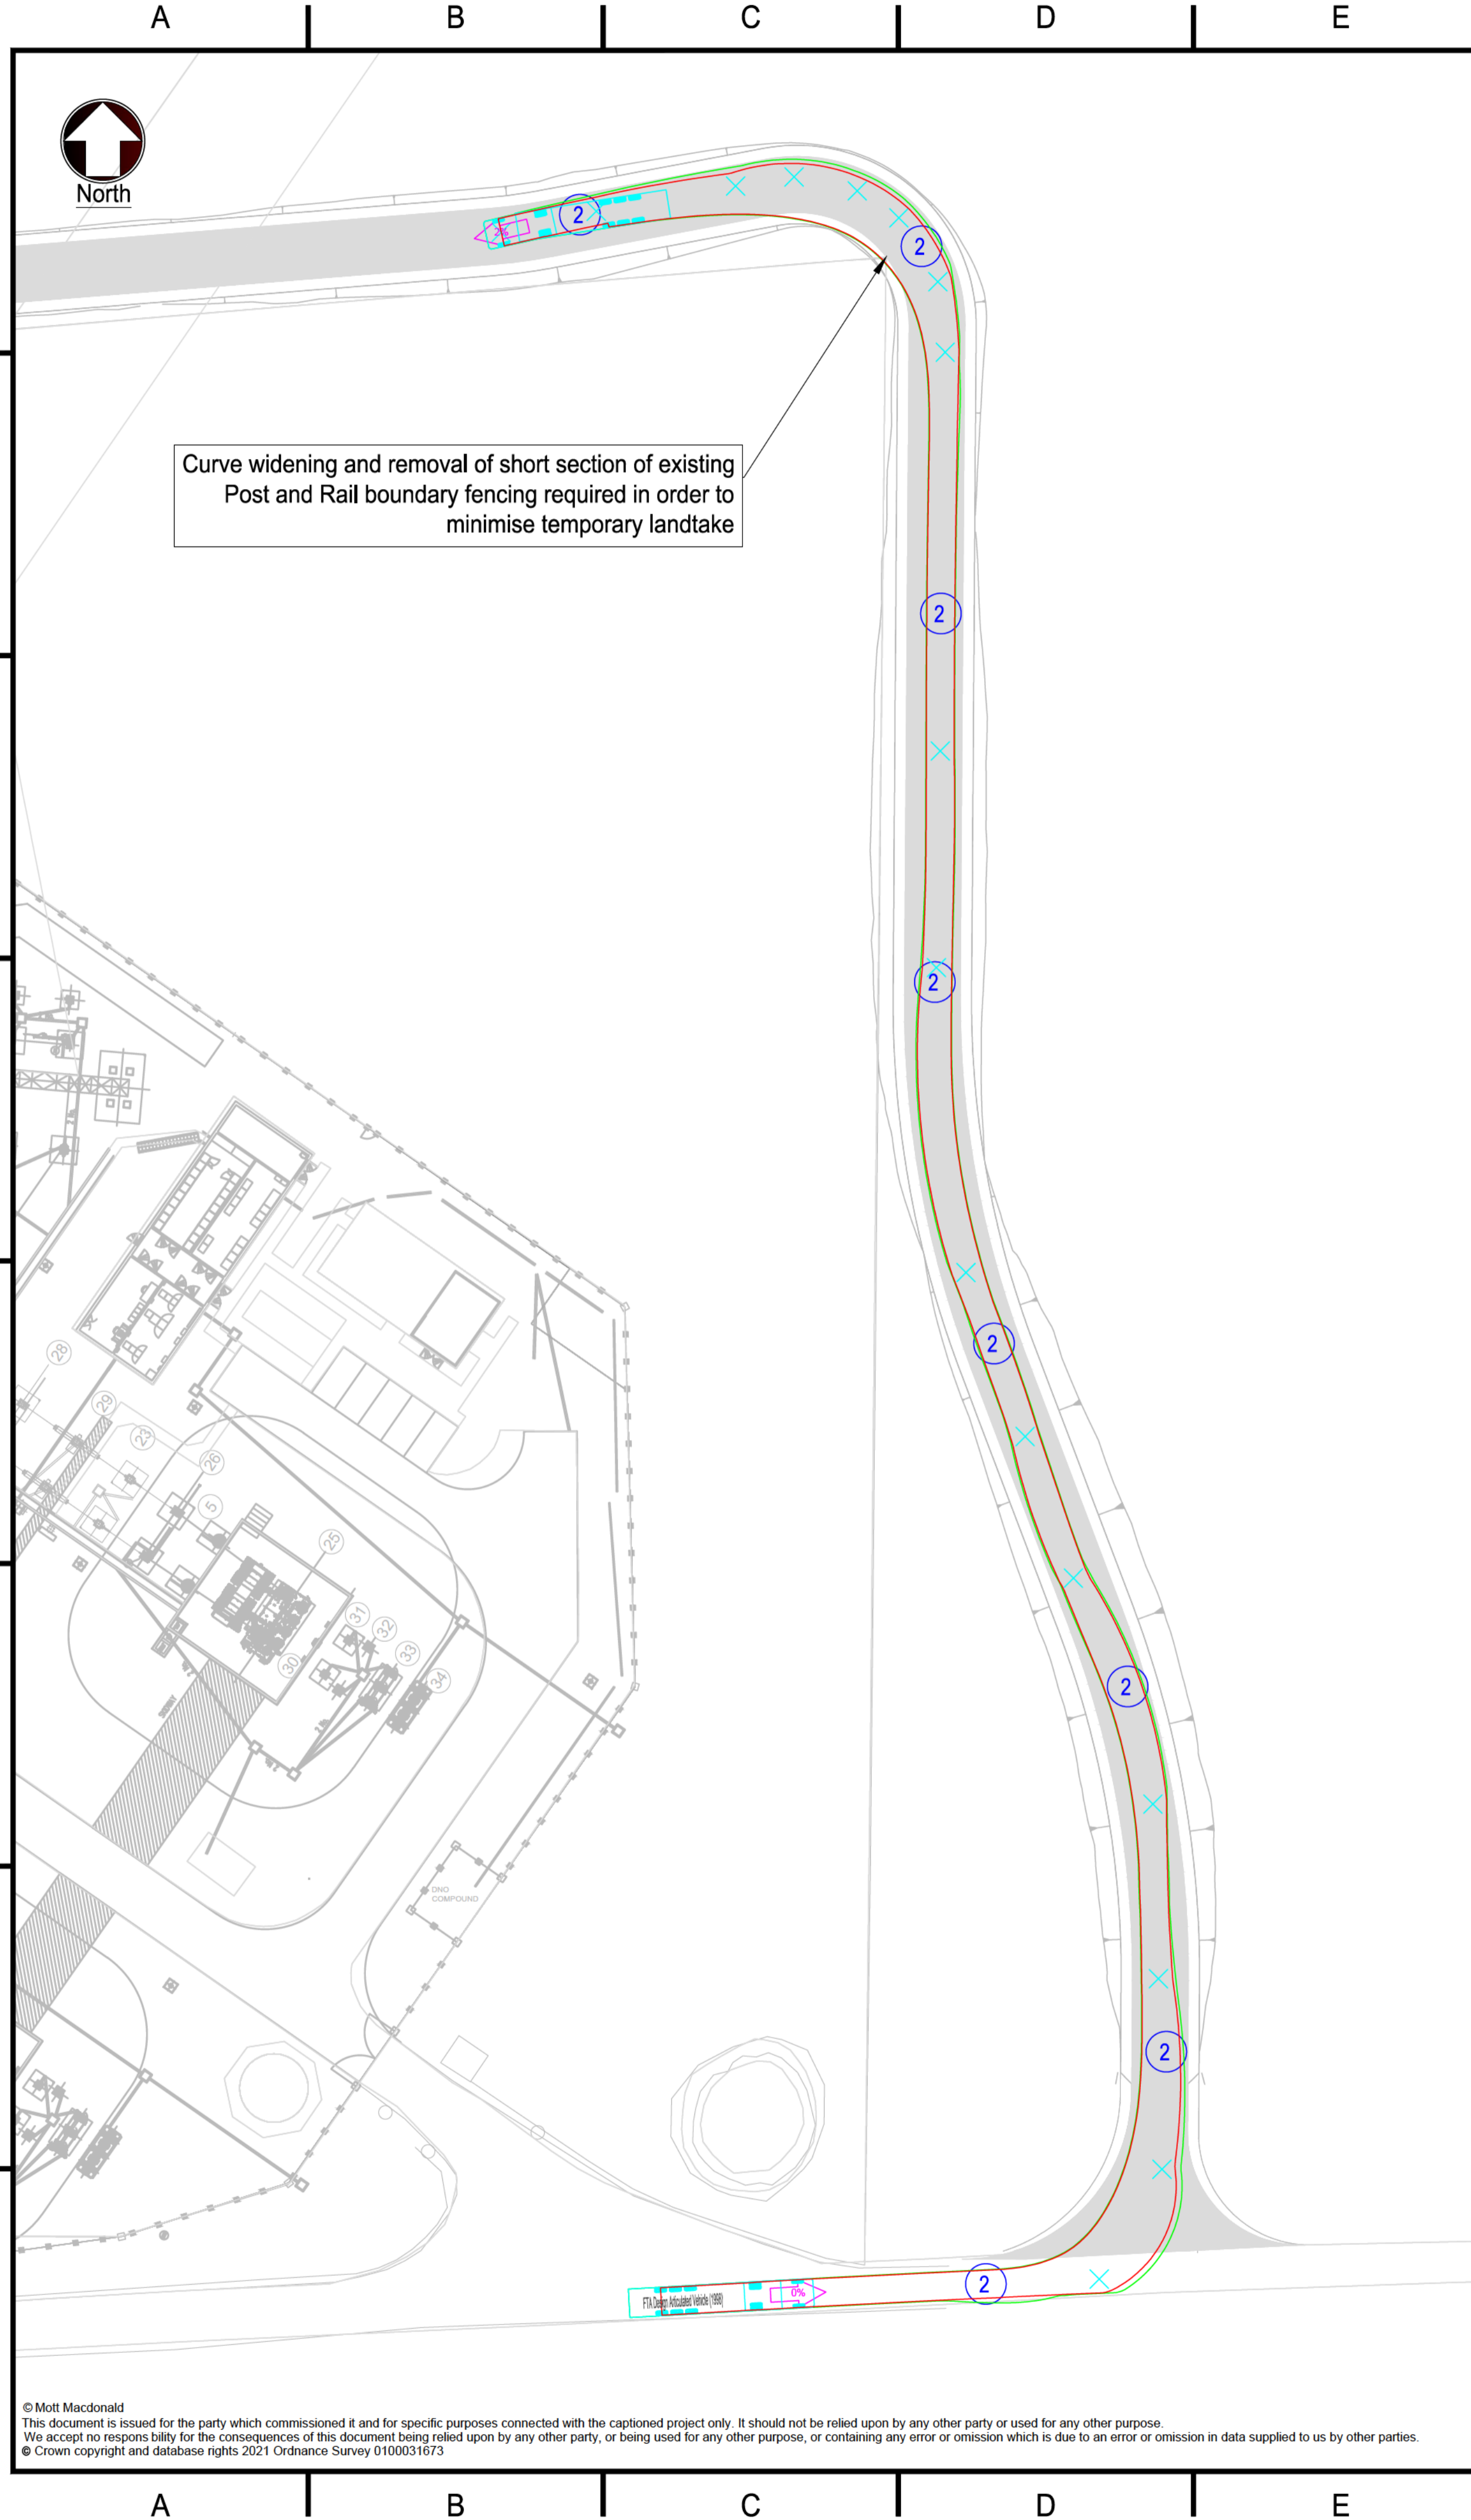 A B C D E
North
2%
2
2
Curve widening and removal of short section of existing
Post and Rail boundary fencing required in order to
minimise temporary landtake
2
2
2
28
29
23
26
5
25
31
32
33
34
30
2
DNO
COMPOUND
2
2
FTA Design Articulated Vehicle (1998)
0%
© Mott Macdonald
This document is issued for the party which commissioned it and for specific purposes connected with the captioned project only. It should not be relied upon by any other party or used for any other purpose.
We accept no respons bility for the consequences of this document being relied upon by any other party, or being used for any other purpose, or containing any error or omission which is due to an error or omission in data supplied to us by other parties.
© Crown copyright and database rights 2021 Ordnance Survey 0100031673
A B C D E